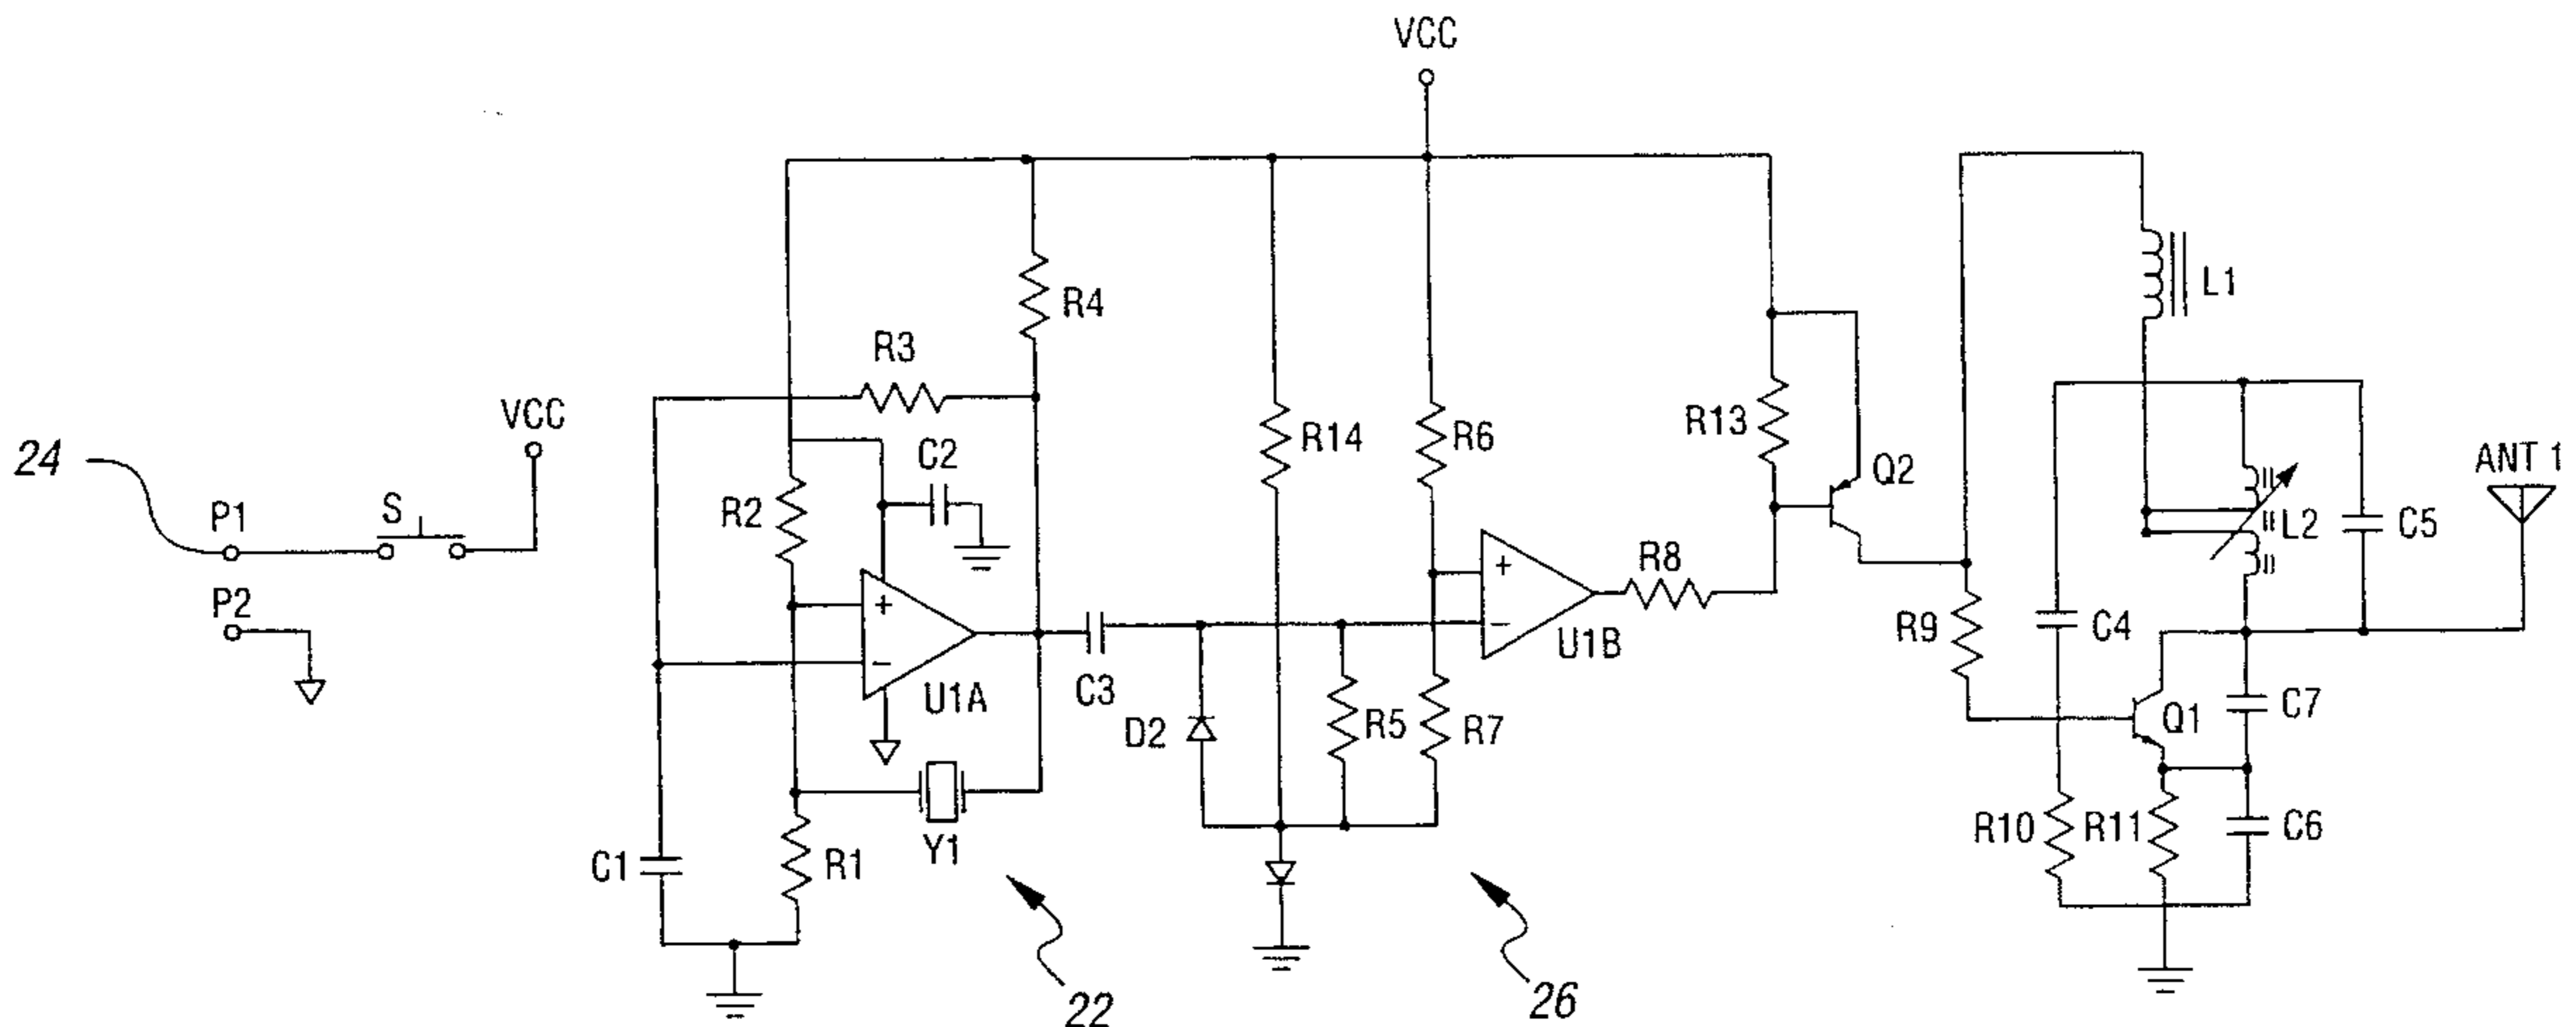 VCC
R4
R3
VCC
24
P1
S
R2
C2
R14
R6
R13
Q2
L1
ANT 1
L2
C5
P2
+
−
U1A
C3
+
−
U1B
R8
R9
C4
D2
R5
R7
Q1
C7
C1
R1
Y1
R10
R11
C6
22
26